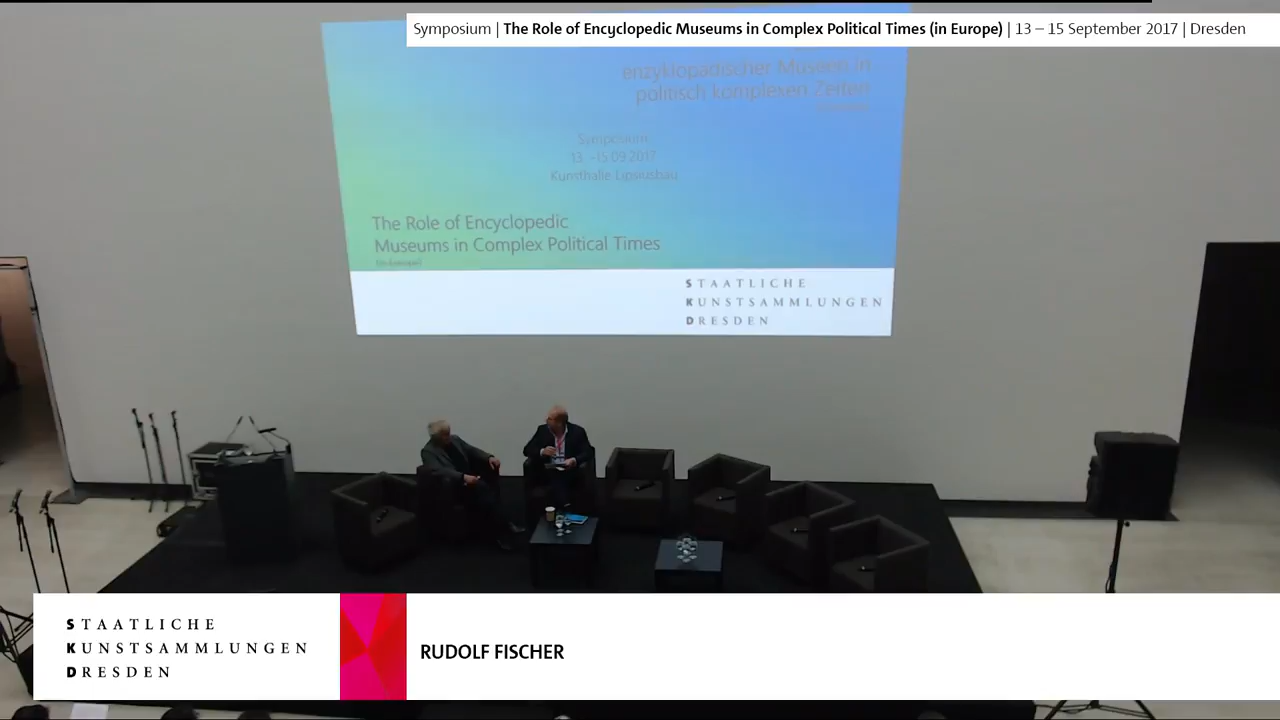 Symposium | The Role of Encyclopedic Museums in Complex Political Times (in Europe) | 13 – 15 September 2017 | Dresden
enzyklopädischer Museen in
politisch komplexen Zeiten
Symposium
13. -15.09.2017
Kunsthalle Lipsiusbau
The Role of Encyclopedic
Museums in Complex Political Times
STAATLICHE
KUNSTSAMMLUNGEN
DRESDEN
STAATLICHE
KUNSTSAMMLUNGEN
DRESDEN
RUDOLF FISCHER